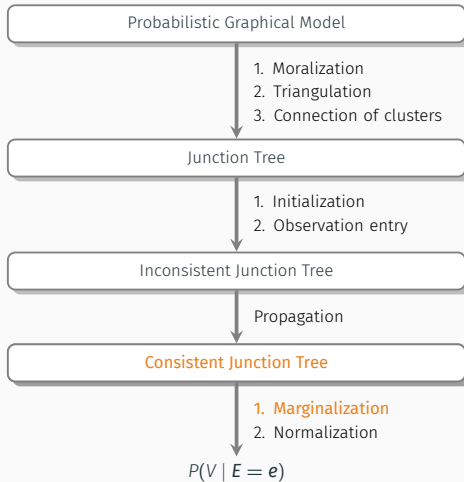 Probabilistic Graphical Model
1. Moralization
2. Triangulation
3. Connection of clusters
Junction Tree
1. Initialization
2. Observation entry
Inconsistent Junction Tree
Propagation
Consistent Junction Tree
1. Marginalization
2. Normalization
P(V | E = e)